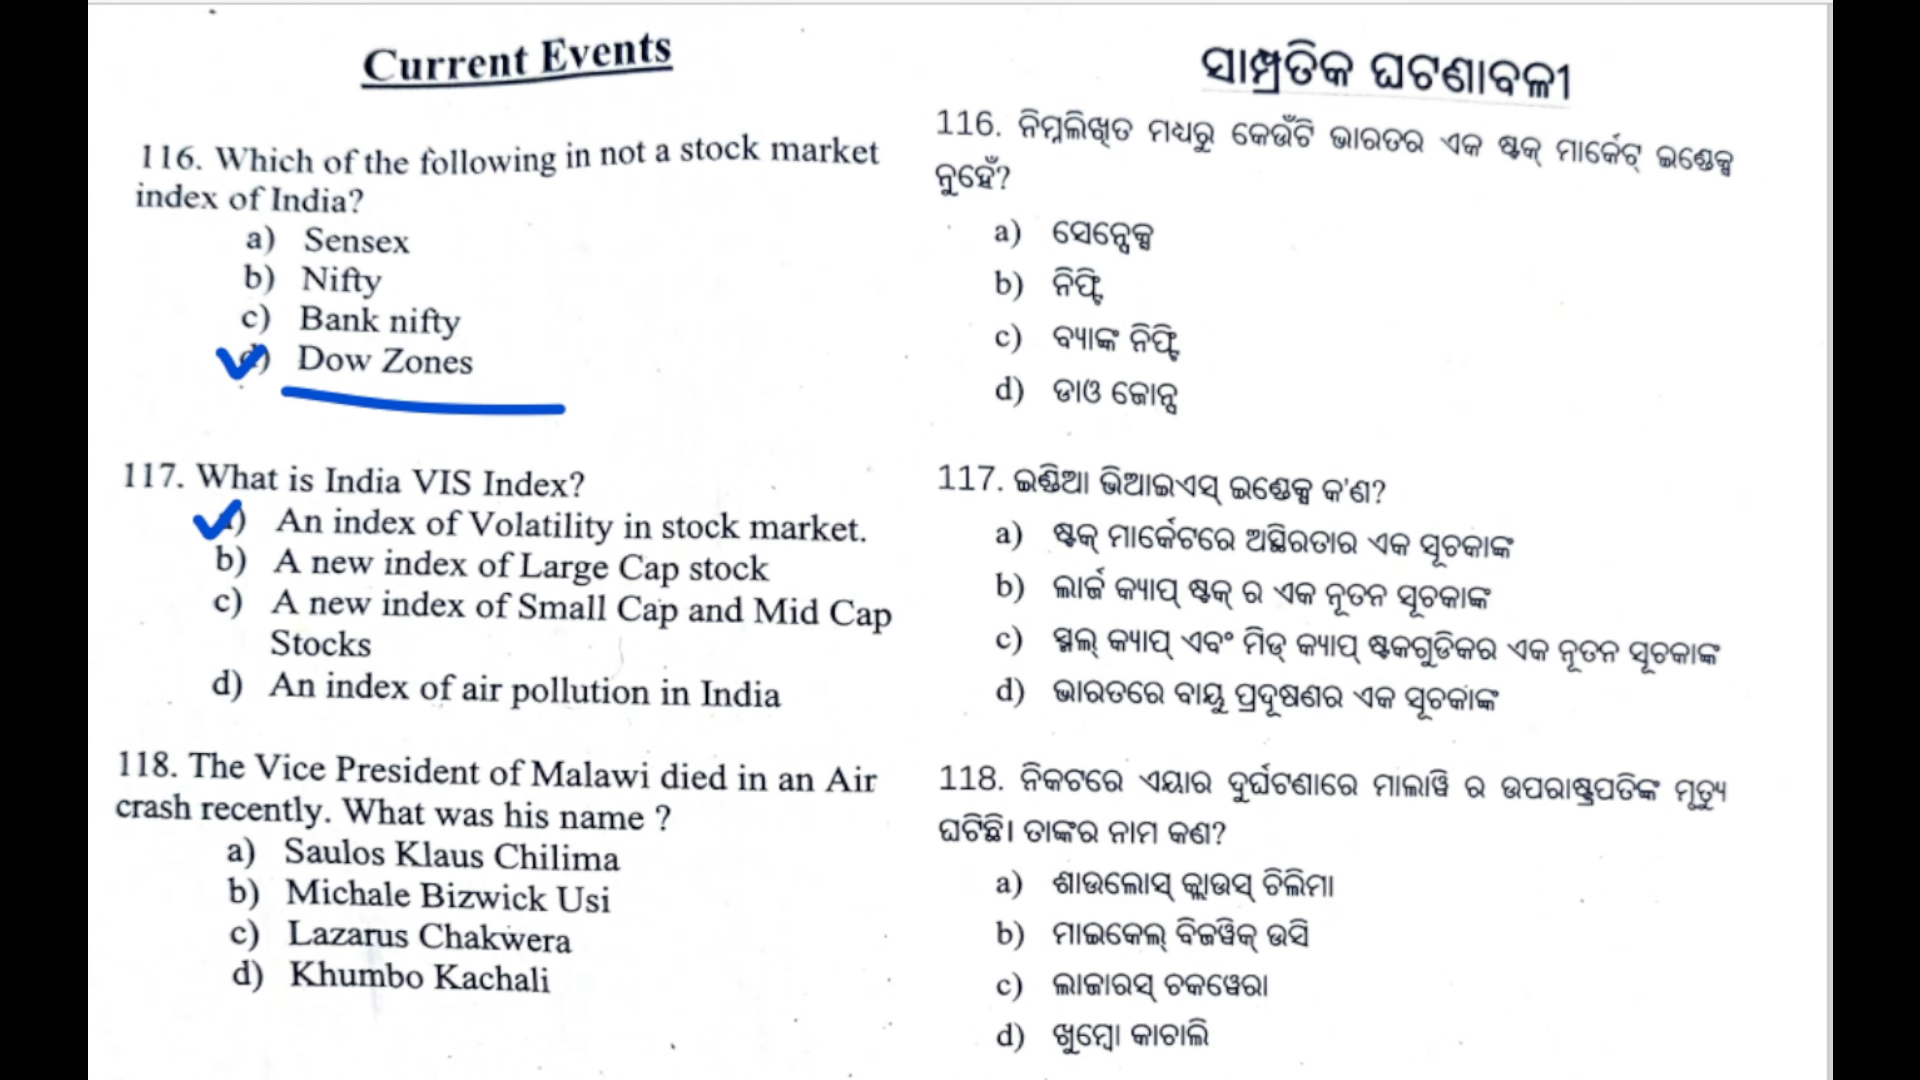 Current Events
116. Which of the following in not a stock market
index of India?
a) Sensex
b) Nifty
c) Bank nifty
d) Dow Zones
117. What is India VIS Index?
a) An index of Volatility in stock market.
b) A new index of Large Cap stock
c) A new index of Small Cap and Mid Cap
Stocks
d) An index of air pollution in India
118. The Vice President of Malawi died in an Air
crash recently. What was his name ?
a) Saulos Klaus Chilima
b) Michale Bizwick Usi
c) Lazarus Chakwera
d) Khumbo Kachali
ସାମ୍ପ୍ରତିକ ଘଟଣାବଳୀ
116. ନିମ୍ନଲିଖିତ ମଧ୍ୟରୁ କେଉଁଟି ଭାରତର ଏକ ଷ୍ଟକ୍ ମାର୍କେଟ୍ ଇଣ୍ଡେକ୍ସ
ନୁହେଁ?
a) ସେନ୍ସେକ୍ସ
b) ନିଫ୍ଟି
c) ବ୍ୟାଙ୍କ ନିଫ୍ଟି
d) ଡାଓ ଜୋନ୍ସ
117. ଇଣ୍ଡିଆ ଭିଆଇଏସ୍ ଇଣ୍ଡେକ୍ସ କ'ଣ?
a) ଷ୍ଟକ୍ ମାର୍କେଟରେ ଅସ୍ଥିରତାର ଏକ ସୂଚକାଙ୍କ
b) ଲାର୍ଜ କ୍ୟାପ୍ ଷ୍ଟକ୍ ର ଏକ ନୂତନ ସୂଚକାଙ୍କ
c) ସ୍ମଲ୍ କ୍ୟାପ୍ ଏବଂ ମିଡ୍ କ୍ୟାପ୍ ଷ୍ଟକଗୁଡିକର ଏକ ନୂତନ ସୂଚକାଙ୍କ
d) ଭାରତରେ ବାୟୁ ପ୍ରଦୂଷଣର ଏକ ସୂଚକାଙ୍କ
118. ନିକଟରେ ଏୟାର ଦୁର୍ଘଟଣାରେ ମାଲାୱି ର ଉପରାଷ୍ଟ୍ରପତିଙ୍କ ମୃତ୍ୟୁ
ଘଟିଛି। ତାଙ୍କର ନାମ କଣ?
a) ଶାଉଲୋସ୍ କ୍ଲାଉସ୍ ଚିଲିମା
b) ମାଇକେଲ୍ ବିଜୱିକ୍ ଉସି
c) ଲାଜାରସ୍ ଚକୱେରା
d) ଖୁମ୍ବୋ କାଚାଲି